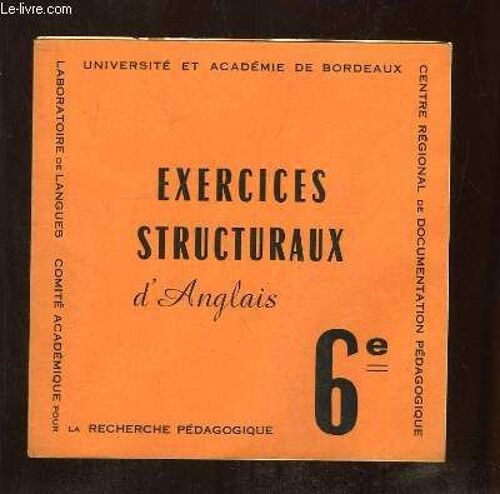 Le-livre.com
UNIVERSITÉ ET ACADÉMIE DE BORDEAUX
CENTRE RÉGIONAL DE DOCUMENTATION PÉDAGOGIQUE
LABORATOIRE DE LANGUES COMITÉ ACADÉMIQUE POUR
LA RECHERCHE PÉDAGOGIQUE
EXERCICES
STRUCTURAUX
d'Anglais
6e